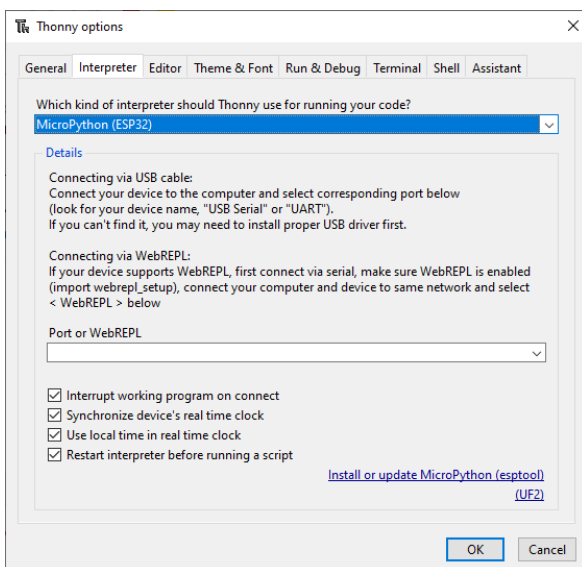 Thonny options
General Interpreter Editor Theme & Font Run & Debug Terminal Shell Assistant
Which kind of interpreter should Thonny use for running your code?
MicroPython (ESP32)
Details
Connecting via USB cable:
Connect your device to the computer and select corresponding port below
(look for your device name, "USB Serial" or "UART").
If you can't find it, you may need to install proper USB driver first.
Connecting via WebREPL:
If your device supports WebREPL, first connect via serial, make sure WebREPL is enabled
(import webrepl_setup), connect your computer and device to same network and select
< WebREPL > below
Port or WebREPL
Interrupt working program on connect
Synchronize device's real time clock
Use local time in real time clock
Restart interpreter before running a script
Install or update MicroPython (esptool)
(UF2)
OK Cancel